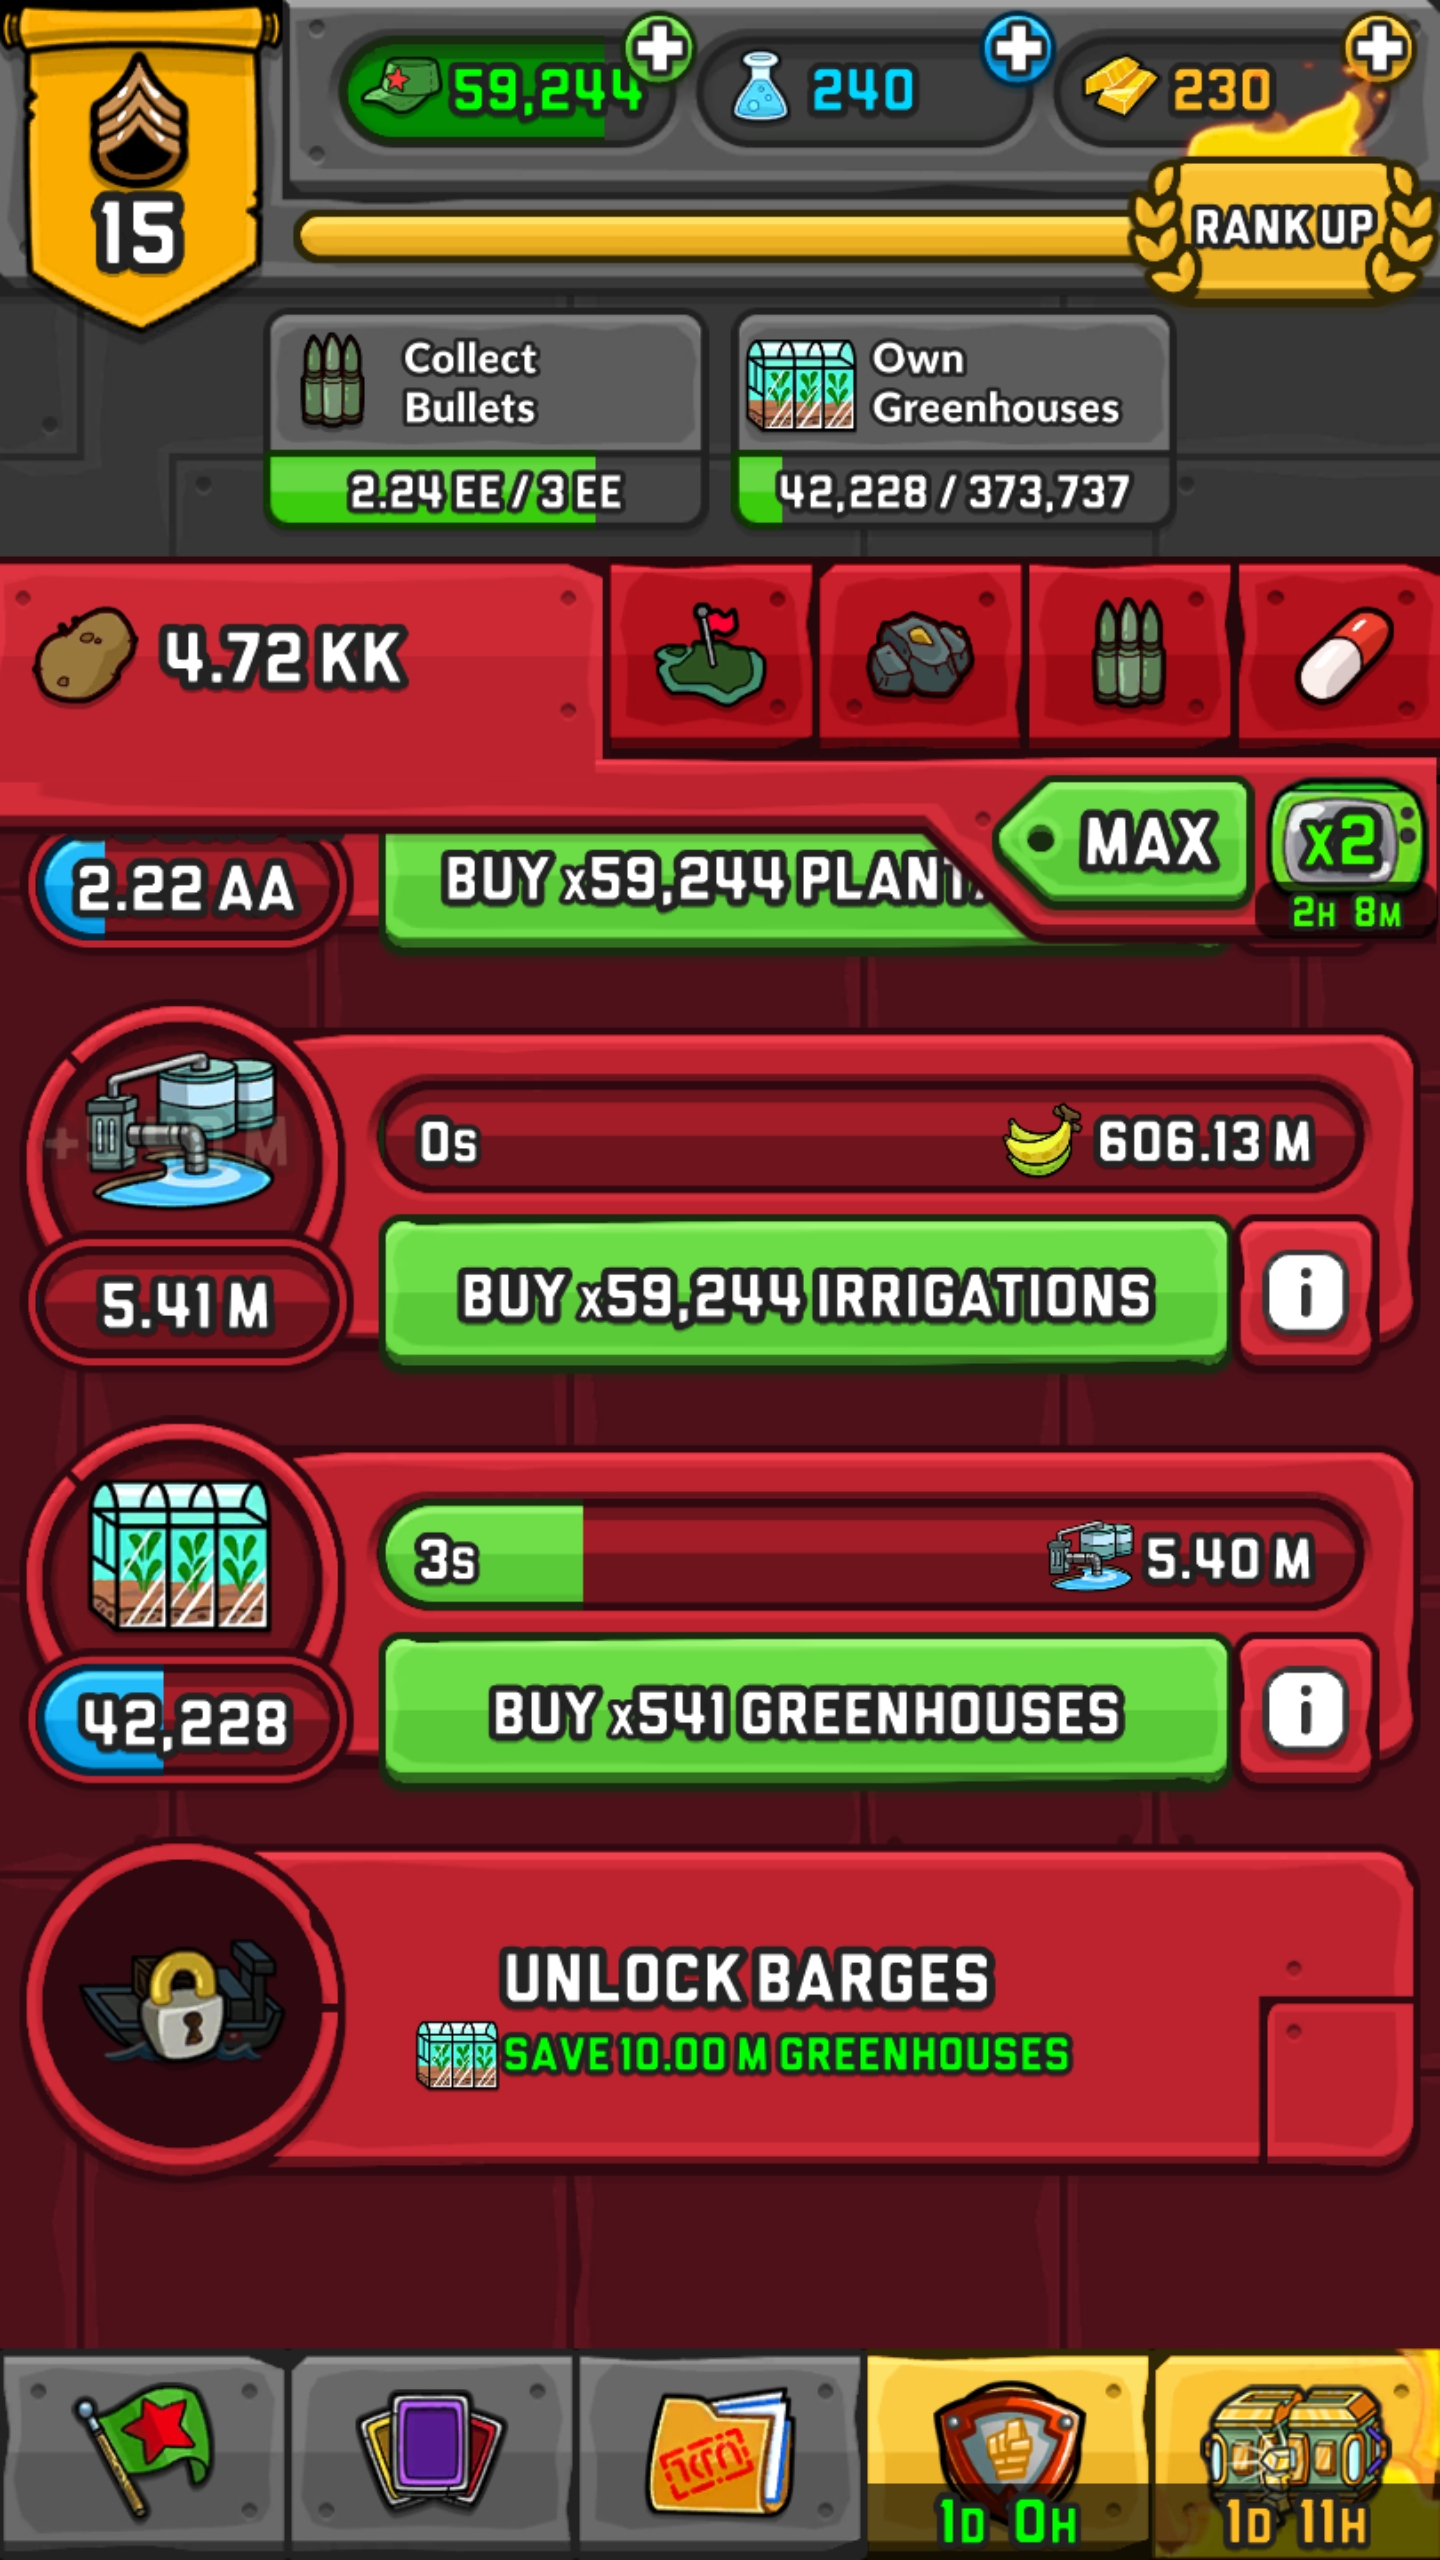 59,244
240
230
15
RANK UP
Collect
Bullets
2.24 EE / 3 EE
Own
Greenhouses
42,228 / 373,737
4.72 KK
MAX
x2
2H 8M
2.22 AA
BUY x59,244
0s
606.13 M
5.41 M
BUY x59,244 IRRIGATIONS
i
3s
5.40 M
42,228
BUY x541 GREENHOUSES
i
UNLOCK BARGES
SAVE 10.00 M GREENHOUSES
1D 0H
1D 11H